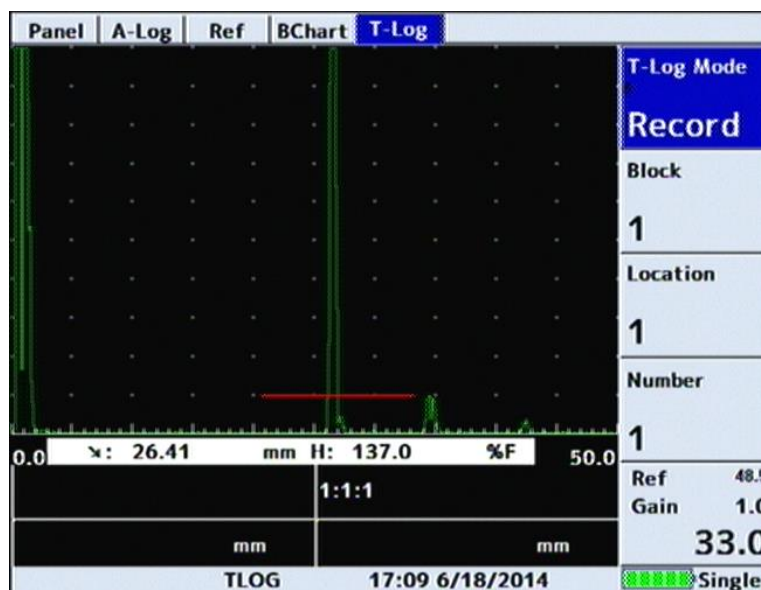 Panel A-Log Ref BChart T-Log
T-Log Mode
Record
Block
1
Location
1
Number
1
0.0 ↘: 26.41 mm H: 137.0 %F 50.0
Ref
Gain 1.0
33.0
1:1:1
mm mm
TLOG 17:09 6/18/2014 Single